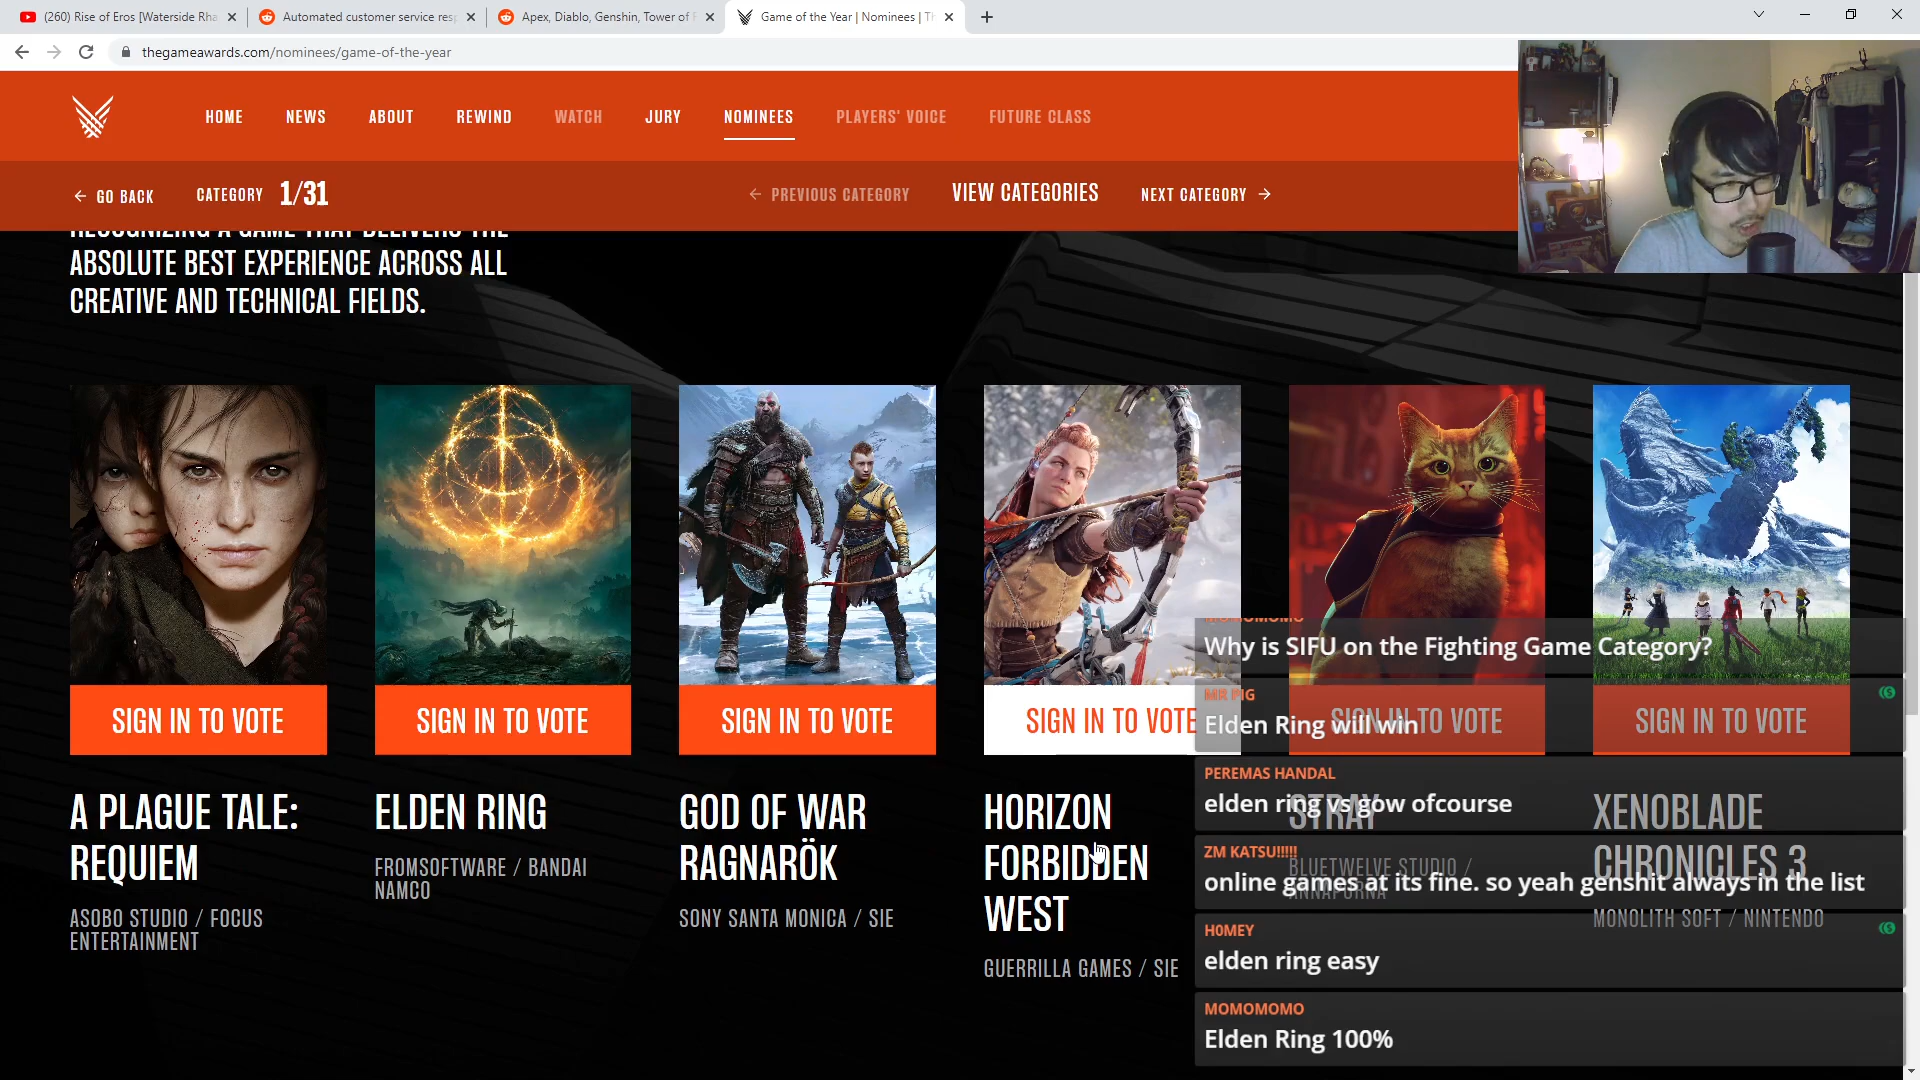 (260) Rise of Eros [Waterside Rha
Automated customer service resp
Apex, Diablo, Genshin, Tower of F
Game of the Year | Nominees | Th
thegameawards.com/nominees/game-of-the-year
HOME NEWS ABOUT REWIND WATCH JURY NOMINEES PLAYERS' VOICE FUTURE CLASS
← GO BACK CATEGORY 1/31 ← PREVIOUS CATEGORY VIEW CATEGORIES NEXT CATEGORY →
RECOGNIZING A GAME THAT DELIVERS THE
ABSOLUTE BEST EXPERIENCE ACROSS ALL
CREATIVE AND TECHNICAL FIELDS.
SIGN IN TO VOTE
SIGN IN TO VOTE
SIGN IN TO VOTE
SIGN IN TO VOTE
SIGN IN TO VOTE
SIGN IN TO VOTE
A PLAGUE TALE:
REQUIEM
ASOBO STUDIO / FOCUS
ENTERTAINMENT
ELDEN RING
FROMSOFTWARE / BANDAI
NAMCO
GOD OF WAR
RAGNARÖK
SONY SANTA MONICA / SIE
HORIZON
FORBIDDEN
WEST
GUERRILLA GAMES / SIE
STRAY
BLUETWELVE STUDIO /
ANNAPURNA
XENOBLADE
CHRONICLES 3
MONOLITH SOFT / NINTENDO
Why is SIFU on the Fighting Game Category?
MR PIG
Elden Ring will win
PEREMAS HANDAL
elden ring vs gow ofcourse
ZM KATSU!!!!!
online games at its fine. so yeah genshit always in the list
H0MEY
elden ring easy
MOMOMOMO
Elden Ring 100%